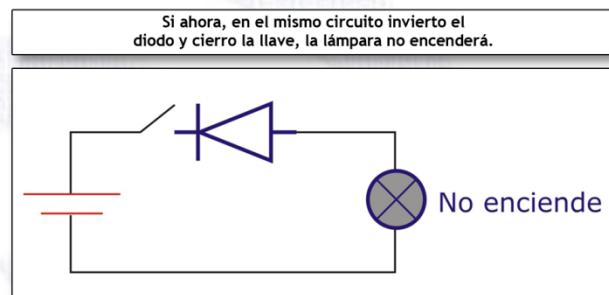 Si ahora, en el mismo circuito invierto el
diodo y cierro la llave, la lámpara no encenderá.
No enciende